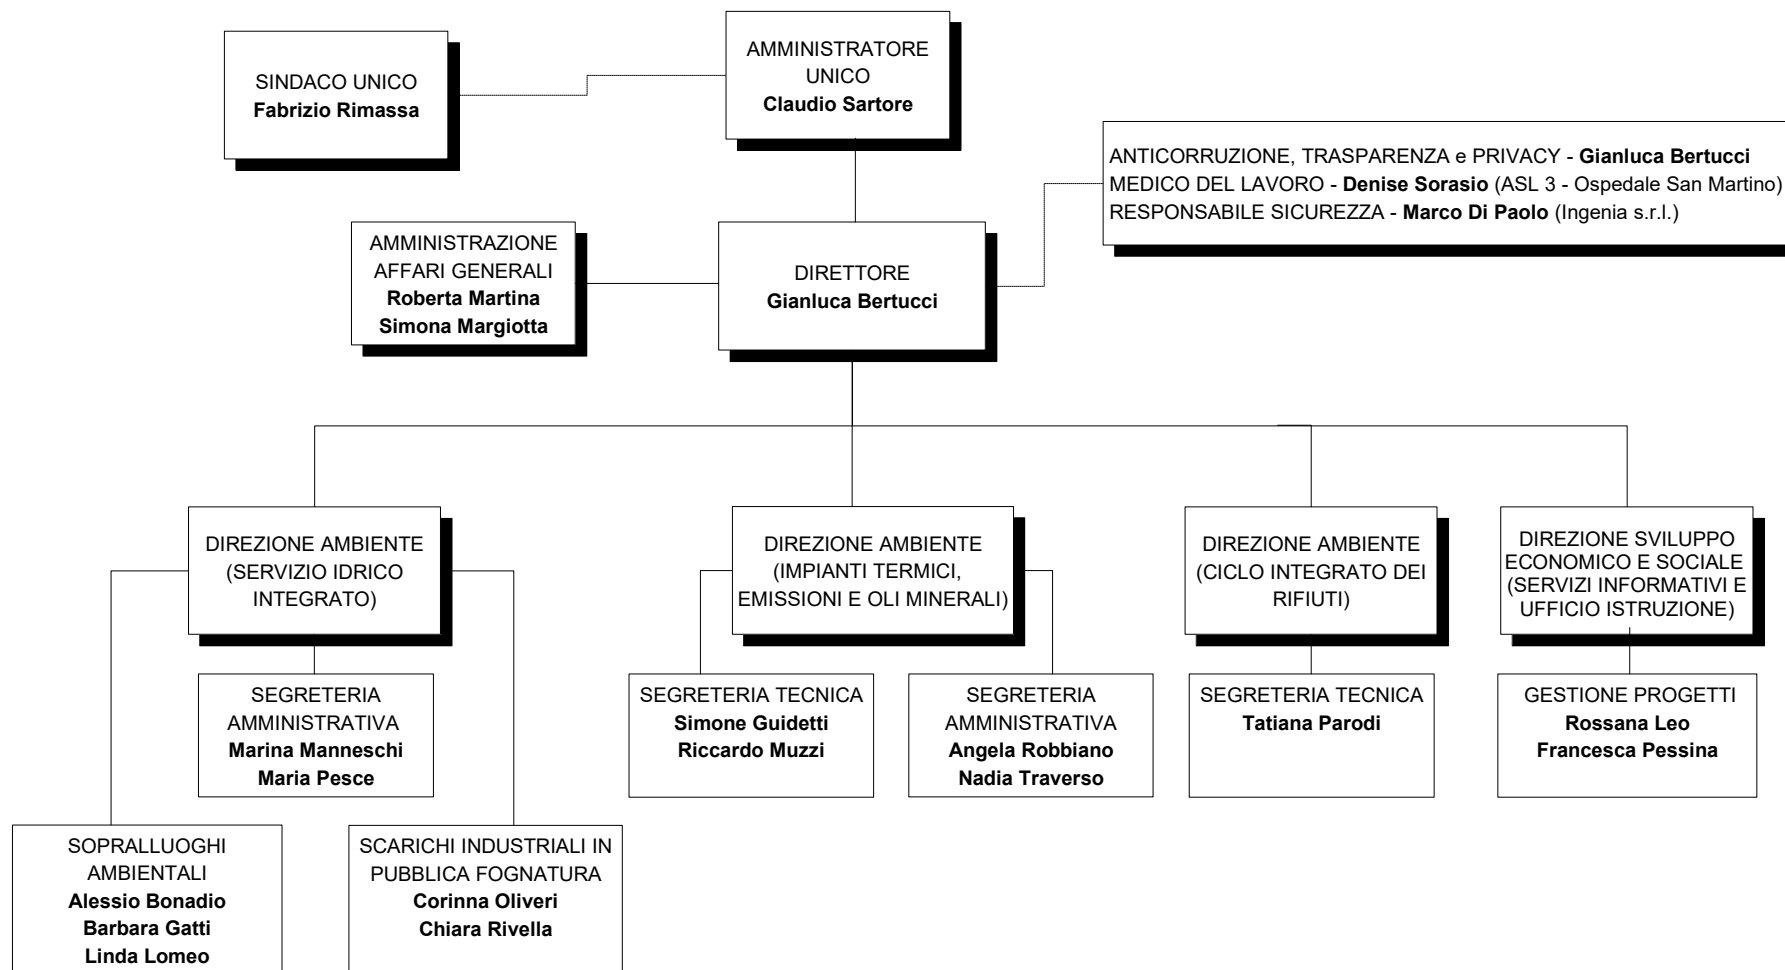 SINDACO UNICO
Fabrizio Rimassa
AMMINISTRATORE
UNICO
Claudio Sartore
ANTICORRUZIONE, TRASPARENZA e PRIVACY - Gianluca Bertucci
MEDICO DEL LAVORO - Denise Sorasio (ASL 3 - Ospedale San Martino)
RESPONSABILE SICUREZZA - Marco Di Paolo (Ingenia s.r.l.)
AMMINISTRAZIONE
AFFARI GENERALI
Roberta Martina
Simona Margiotta
DIRETTORE
Gianluca Bertucci
DIREZIONE AMBIENTE
(SERVIZIO IDRICO
INTEGRATO)
DIREZIONE AMBIENTE
(IMPIANTI TERMICI,
EMISSIONI E OLI MINERALI)
DIREZIONE AMBIENTE
(CICLO INTEGRATO DEI
RIFIUTI)
DIREZIONE SVILUPPO
ECONOMICO E SOCIALE
(SERVIZI INFORMATIVI E
UFFICIO ISTRUZIONE)
SEGRETERIA
AMMINISTRATIVA
Marina Manneschi
Maria Pesce
SEGRETERIA TECNICA
Simone Guidetti
Riccardo Muzzi
SEGRETERIA
AMMINISTRATIVA
Angela Robbiano
Nadia Traverso
SEGRETERIA TECNICA
Tatiana Parodi
GESTIONE PROGETTI
Rossana Leo
Francesca Pessina
SOPRALLUOGHI
AMBIENTALI
Alessio Bonadio
Barbara Gatti
Linda Lomeo
SCARICHI INDUSTRIALI IN
PUBBLICA FOGNATURA
Corinna Oliveri
Chiara Rivella